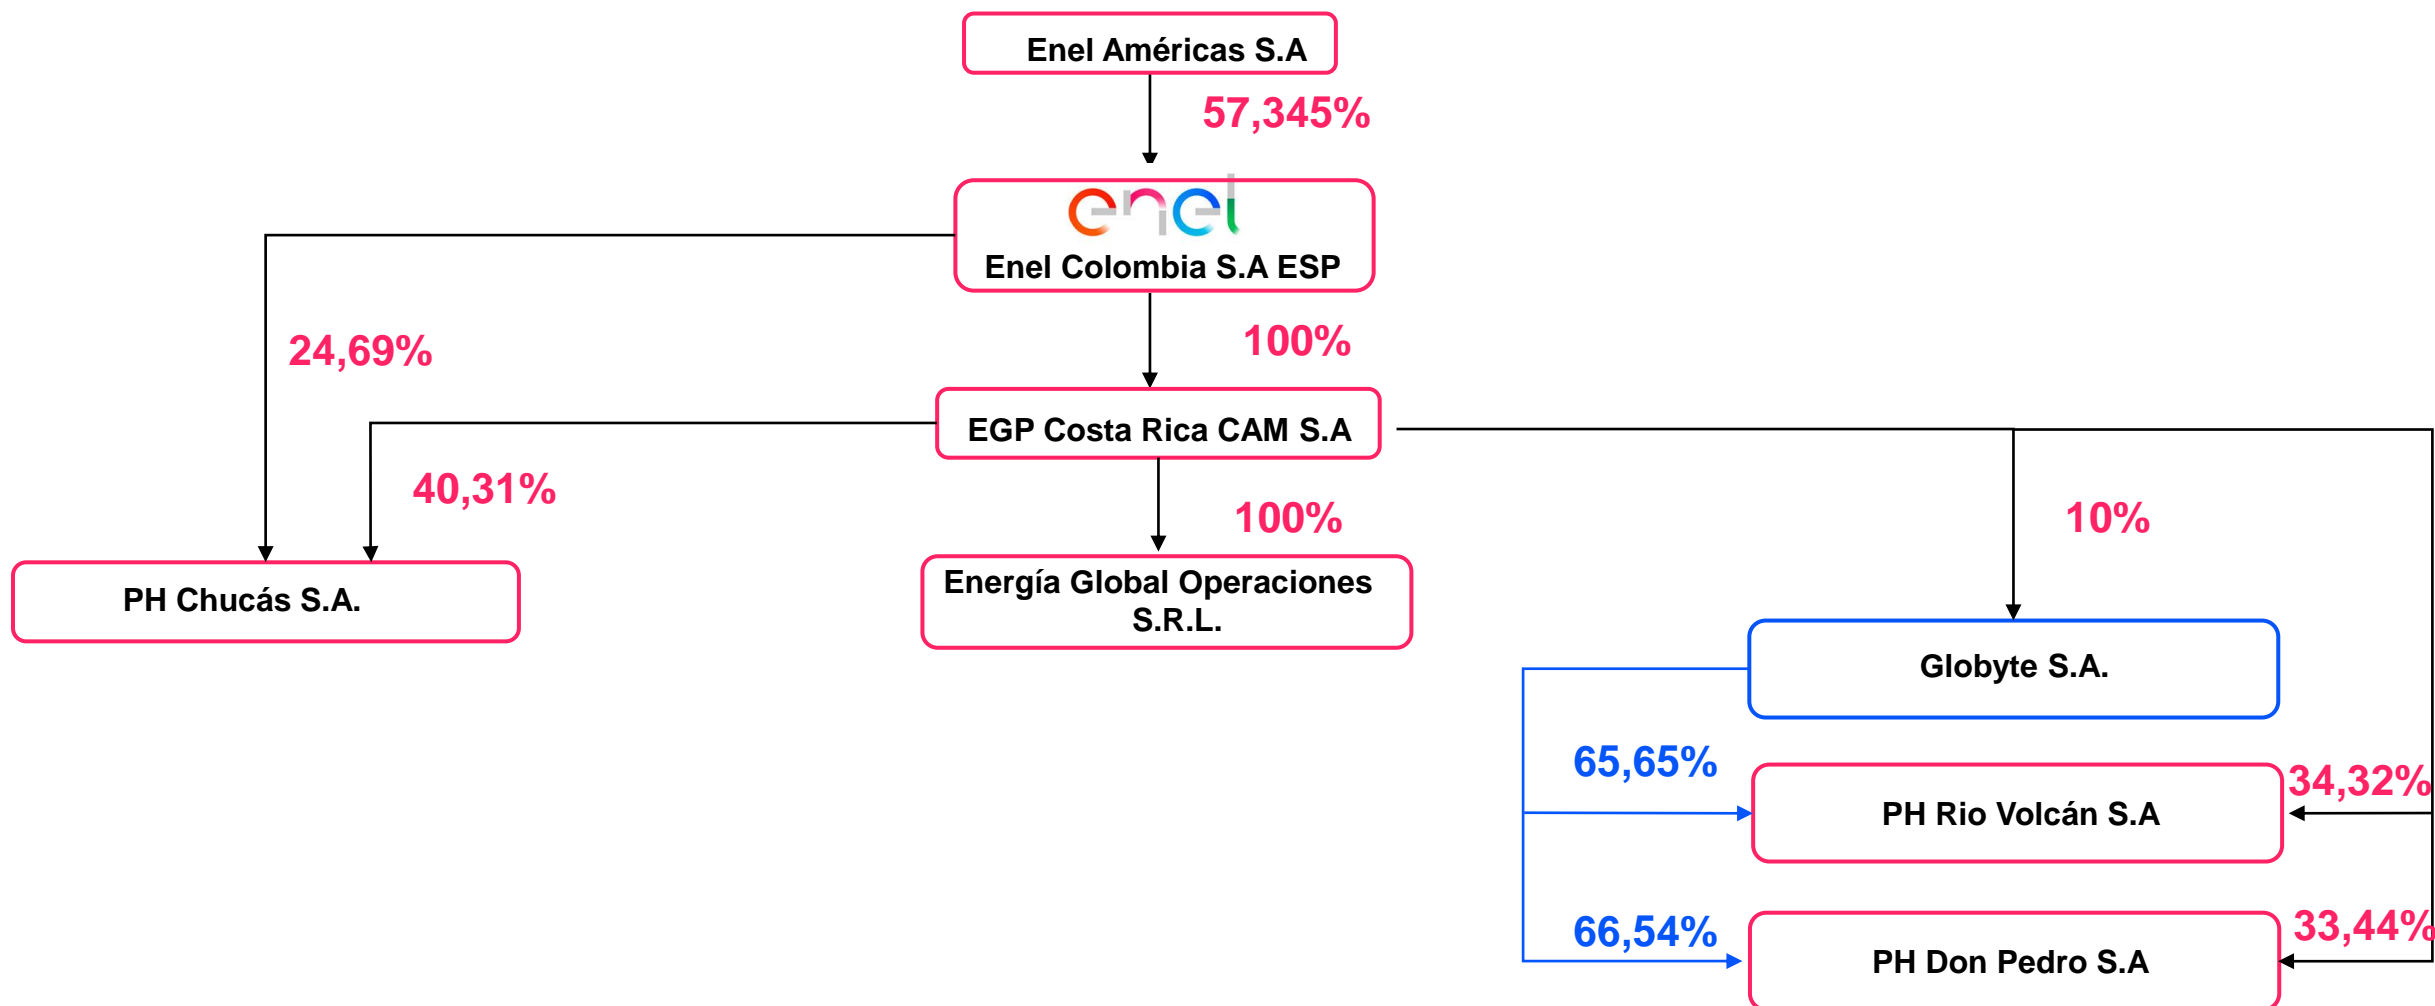 Enel Américas S.A
57,345%
enel
Enel Colombia S.A ESP
24,69%
100%
EGP Costa Rica CAM S.A
40,31%
100%
10%
PH Chucás S.A.
Energía Global Operaciones
S.R.L.
Globyte S.A.
65,65%
PH Rio Volcán S.A
34,32%
66,54%
PH Don Pedro S.A
33,44%